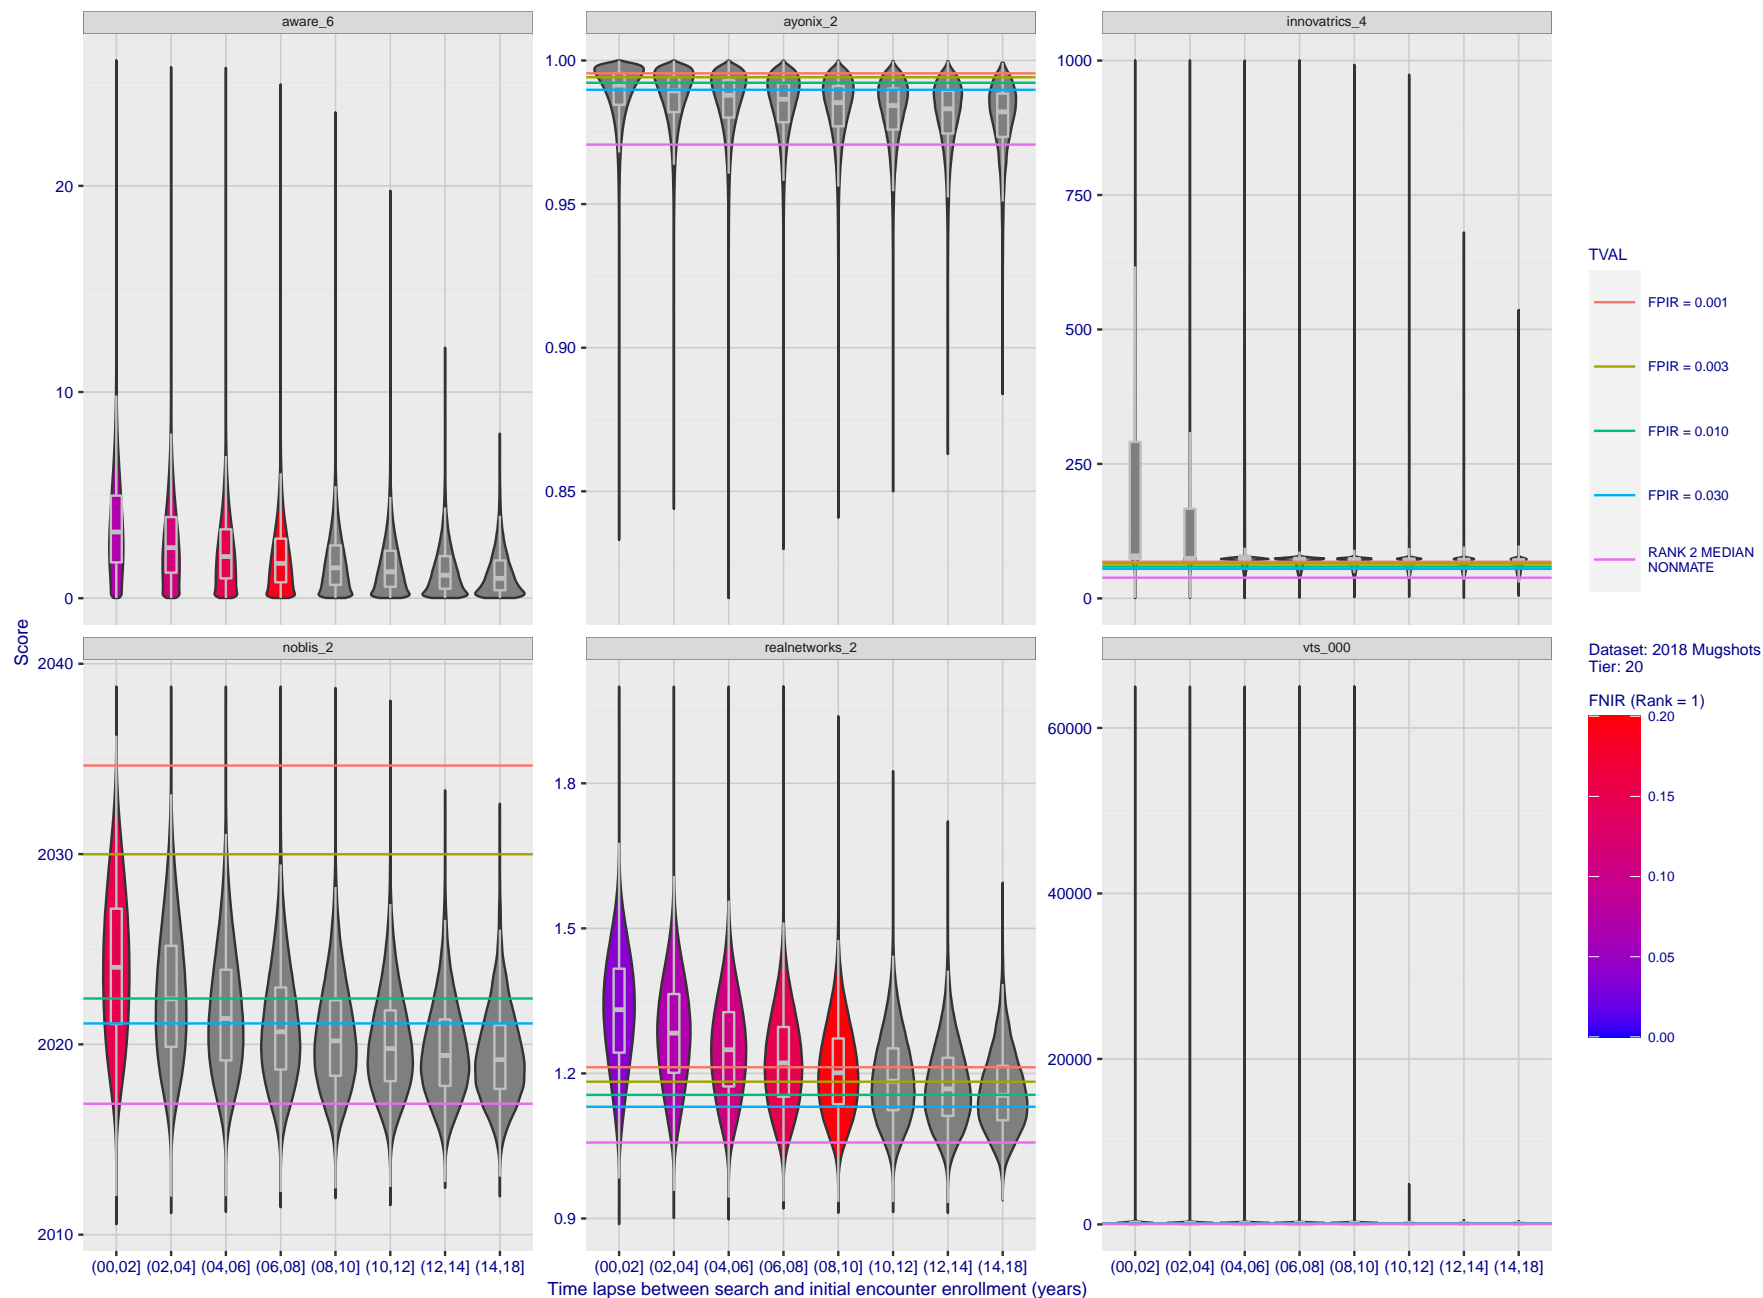 aware_6
ayonix_2
innovatrics_4
20
10
0
1.00
0.95
0.90
0.85
1000
750
500
250
0
Score
noblis_2
realnetworks_2
vts_000
2040
2030
2020
2010
1.8
1.5
1.2
0.9
60000
40000
20000
0
(00,02] (02,04] (04,06] (06,08] (08,10] (10,12] (12,14] (14,18]
(00,02] (02,04] (04,06] (06,08] (08,10] (10,12] (12,14] (14,18]
(00,02] (02,04] (04,06] (06,08] (08,10] (10,12] (12,14] (14,18]
Time lapse between search and initial encounter enrollment (years)
TVAL
FPIR = 0.001
FPIR = 0.003
FPIR = 0.010
FPIR = 0.030
RANK 2 MEDIAN
NONMATE
Dataset: 2018 Mugshots
Tier: 20
FNIR (Rank = 1)
0.20
0.15
0.10
0.05
0.00